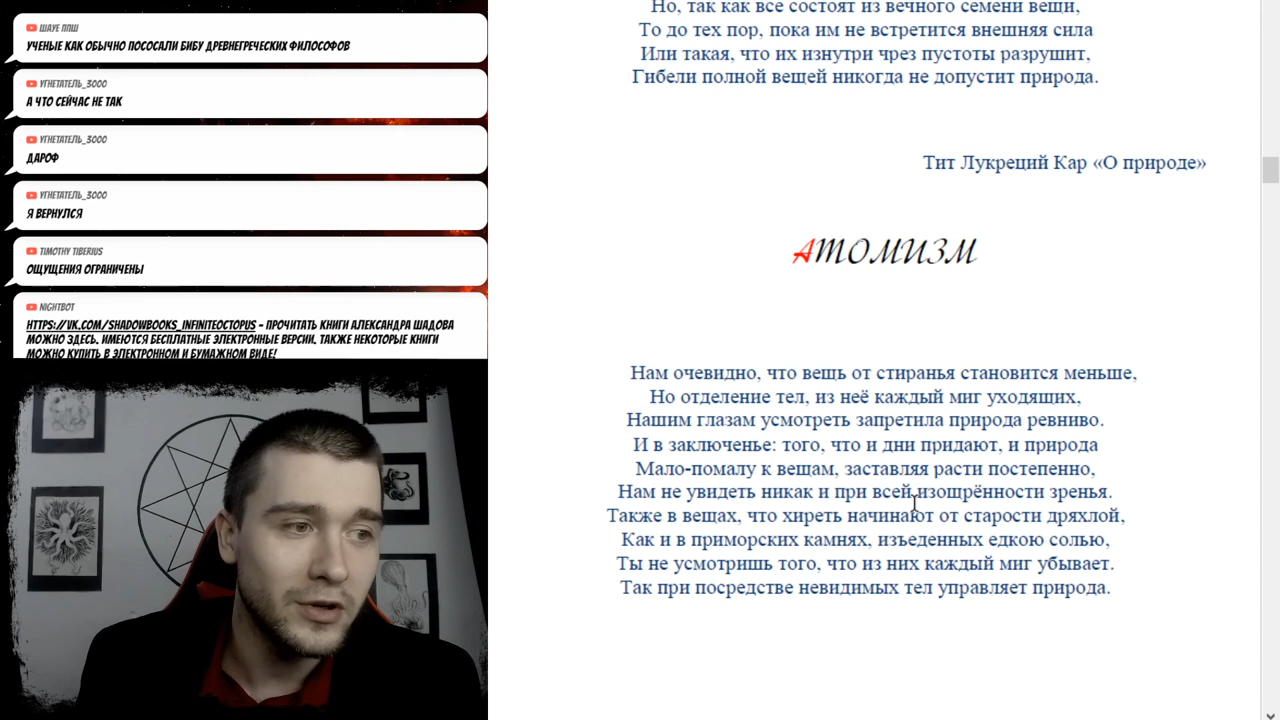 ШАУЕ ППШ
УЧЕНЫЕ КАК ОБЫЧНО ПОСОСАЛИ БИБУ ДРЕВНЕГРЕЧЕСКИХ ФИЛОСОФОВ
УГНЕТАТЕЛЬ_3000
А ЧТО СЕЙЧАС НЕ ТАК
УГНЕТАТЕЛЬ_3000
ДАРОФ
УГНЕТАТЕЛЬ_3000
Я ВЕРНУЛСЯ
TIMOTHY TIBERIUS
ОЩУЩЕНИЯ ОГРАНИЧЕНЫ
NIGHTBOT
HTTPS://VK.COM/SHADOWBOOKS_INFINITEOCTOPUS - ПРОЧИТАТЬ КНИГИ АЛЕКСАНДРА ШАДОВА
МОЖНО ЗДЕСЬ. ИМЕЮТСЯ БЕСПЛАТНЫЕ ЭЛЕКТРОННЫЕ ВЕРСИИ. ТАКЖЕ НЕКОТОРЫЕ КНИГИ
МОЖНО КУПИТЬ В ЭЛЕКТРОННОМ И БУМАЖНОМ ВИДЕ!
Но, так как все состоят из вечного семени вещи,
То до тех пор, пока им не встретится внешняя сила
Или такая, что их изнутри чрез пустоты разрушит,
Гибели полной вещей никогда не допустит природа.
Тит Лукреций Кар «О природе»
АТОМИЗМ
Нам очевидно, что вещь от стиранья становится меньше,
Но отделение тел, из неё каждый миг уходящих,
Нашим глазам усмотреть запретила природа ревниво.
И в заключенье: того, что и дни придают, и природа
Мало-помалу к вещам, заставляя расти постепенно,
Нам не увидеть никак и при всей изощрённости зренья.
Также в вещах, что хиреть начинают от старости дряхлой,
Как и в приморских камнях, изъеденных едкою солью,
Ты не усмотришь того, что из них каждый миг убывает.
Так при посредстве невидимых тел управляет природа.